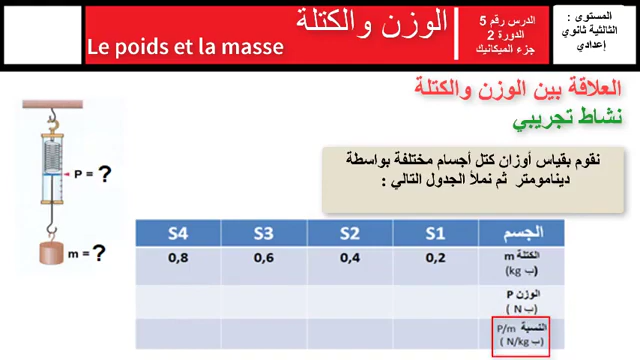 المستوى :
الثالثية ثانوي
إعدادي
الدرس رقم 5
الدورة 2
جزء الميكانيك
الوزن والكتلة
Le poids et la masse
العلاقة بين الوزن والكتلة
نشاط تجريبي
نقوم بقياس أوزان كتل أجسام مختلفة بواسطة
دينامومتر ثم نملأ الجدول التالي :
P = ?
m = ?
الجسم S1 S2 S3 S4
الكتلة m
(ب kg)
0,2 0,4 0,6 0,8
الوزن P
(ب N )
النسبة P/m
(ب N/kg )